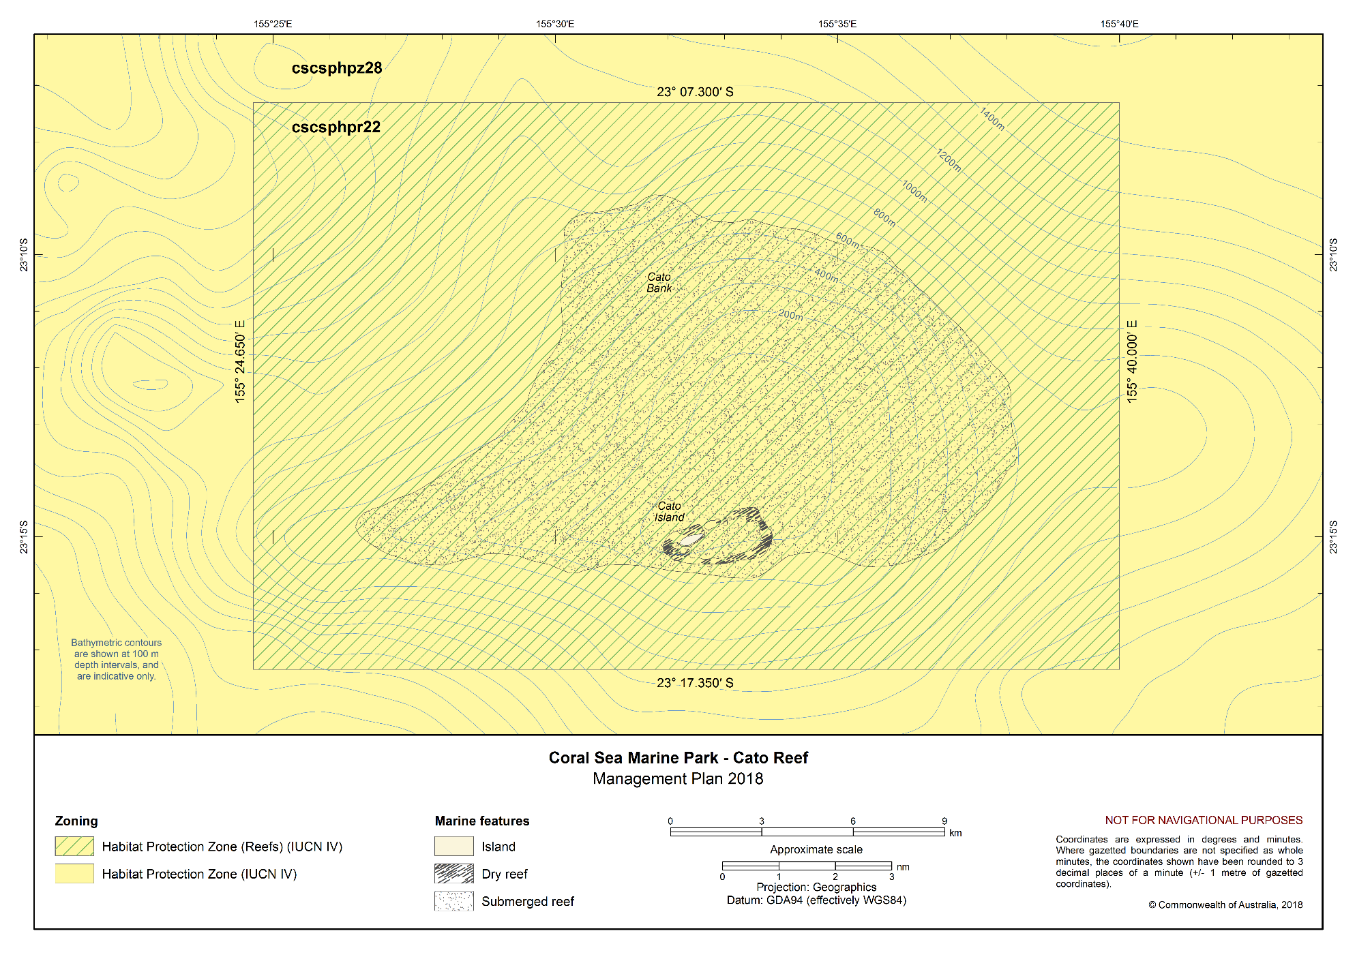 155°25'E
155°30'E
155°35'E
155°40'E
cscsphpz28
23° 07.300' S
cscsphpr22
1400m
1200m
1000m
800m
600m
400m
200m
23°10'S
23°10'S
Cato
Bank
155° 24.650' E
155° 40.000' E
Cato
Island
23°15'S
23°15'S
Bathymetric contours
are shown at 100 m
depth intervals, and
are indicative only.
23° 17.350' S
Coral Sea Marine Park - Cato Reef
Management Plan 2018
Zoning
Habitat Protection Zone (Reefs) (IUCN IV)
Habitat Protection Zone (IUCN IV)
Marine features
Island
Dry reef
Submerged reef
0 3 6 9
km
Approximate scale
nm
0 1 2 3
Projection: Geographics
Datum: GDA94 (effectively WGS84)
NOT FOR NAVIGATIONAL PURPOSES
Coordinates are expressed in degrees and minutes.
Where gazetted boundaries are not specified as whole
minutes, the coordinates shown have been rounded to 3
decimal places of a minute (+/- 1 metre of gazetted
coordinates).
© Commonwealth of Australia, 2018